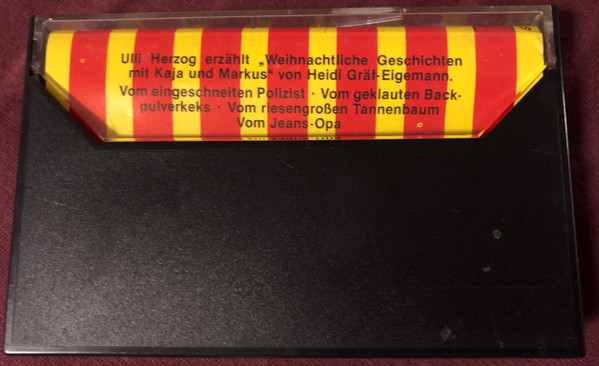 Ulli Herzog erzählt „Weihnachtliche Geschichten
mit Kaja und Markus“ von Heidi Gräf-Eigemann.
Vom eingeschneiten Polizist · Vom geklauten Back-
pulverkeks · Vom riesengroßen Tannenbaum
Vom Jeans-Opa